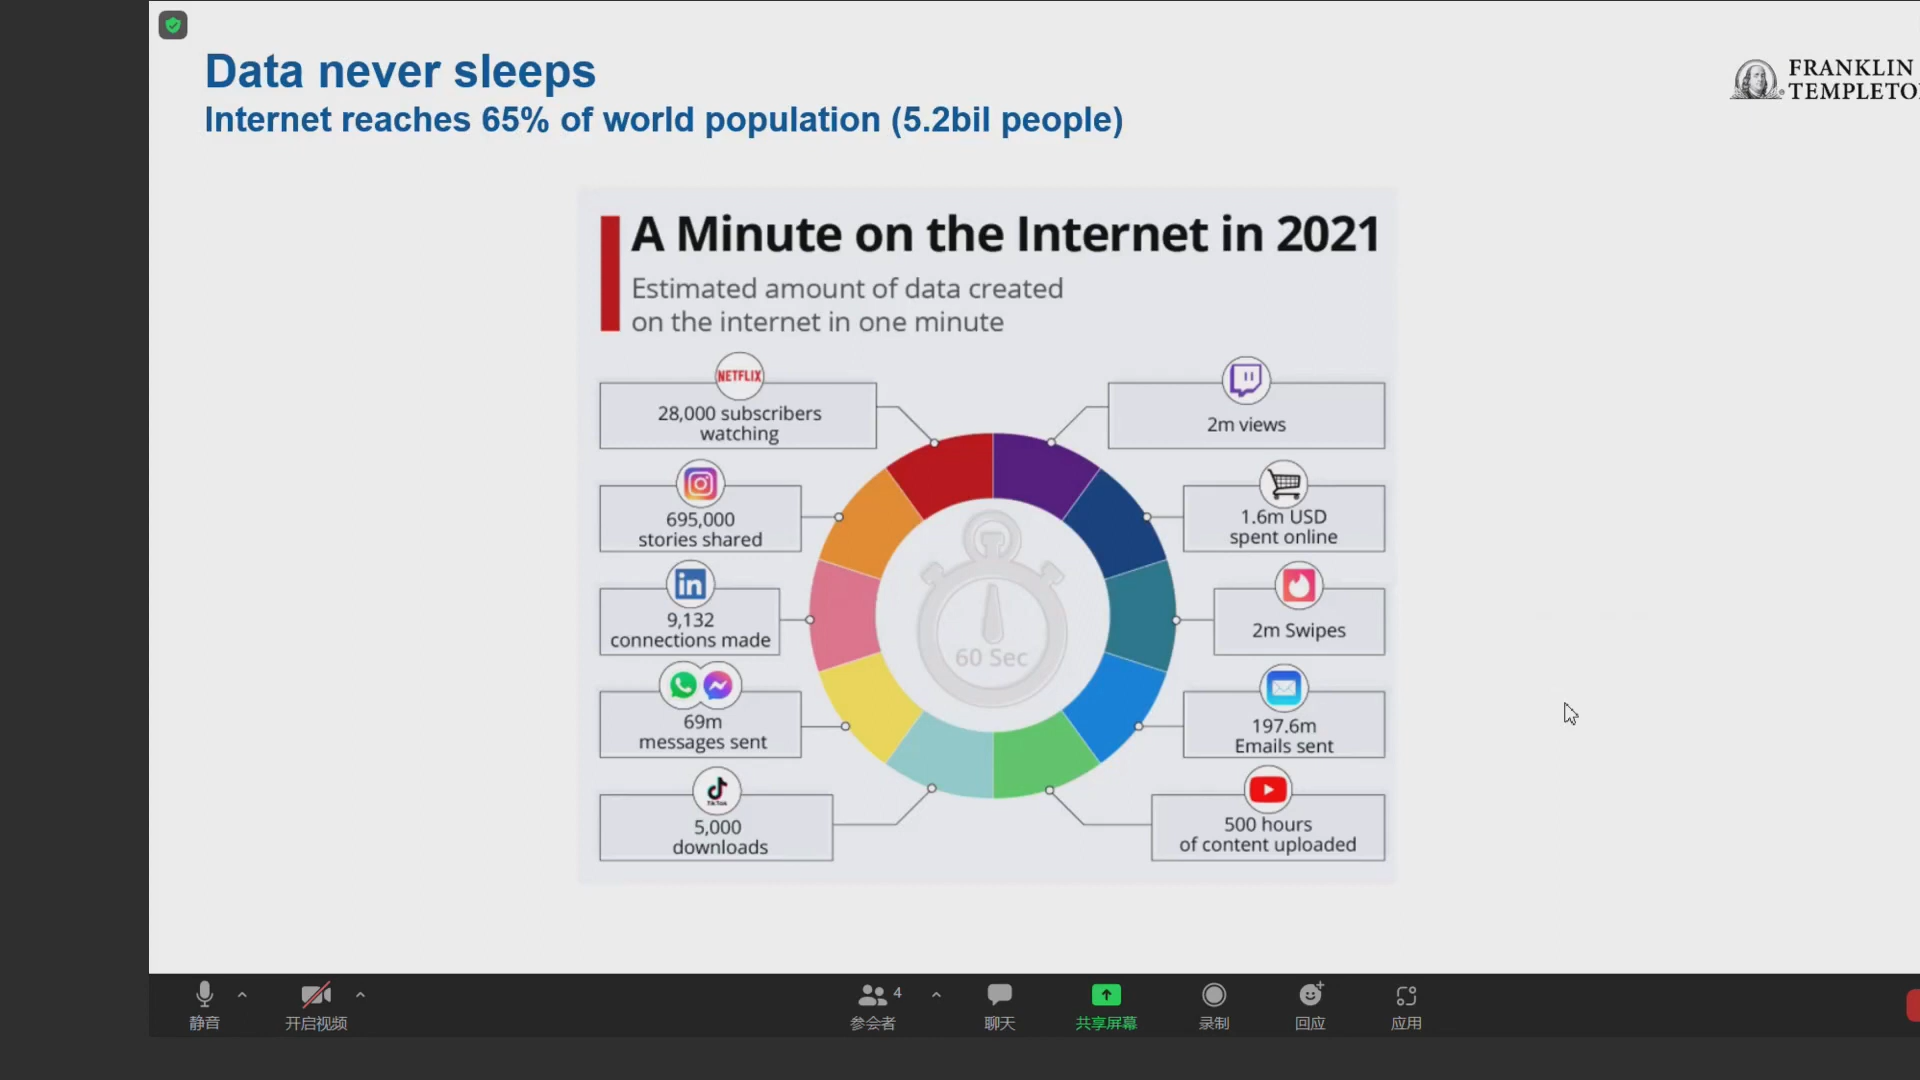 Data never sleeps
Internet reaches 65% of world population (5.2bil people)
FRANKLIN
TEMPLETO
A Minute on the Internet in 2021
Estimated amount of data created
on the internet in one minute
NETFLIX
28,000 subscribers
watching
2m views
695,000
stories shared
1.6m USD
spent online
in
9,132
connections made
2m Swipes
60 Sec
69m
messages sent
197.6m
Emails sent
TikTok
5,000
downloads
500 hours
of content uploaded
静音
开启视频
4
参会者
聊天
共享屏幕
录制
回应
应用